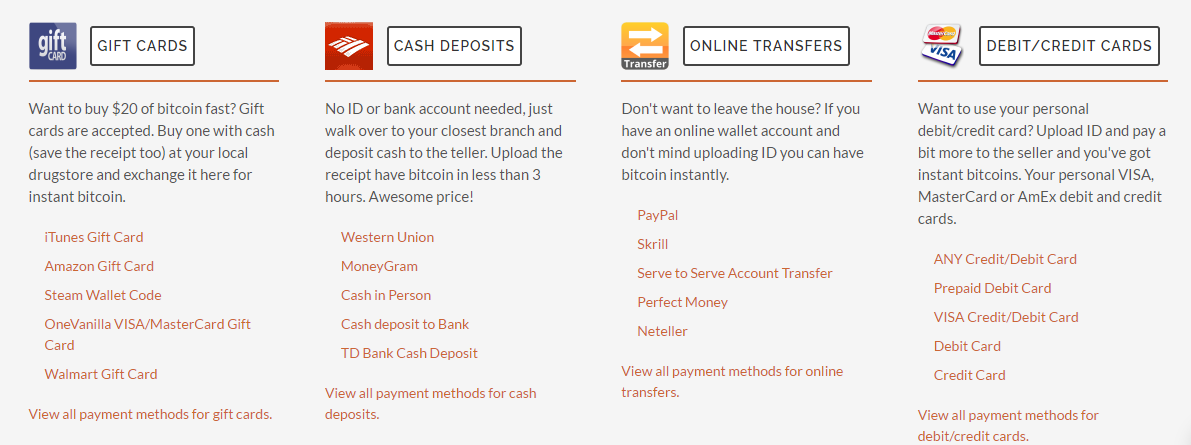 gift
CARD
GIFT CARDS
Want to buy $20 of bitcoin fast? Gift
cards are accepted. Buy one with cash
(save the receipt too) at your local
drugstore and exchange it here for
instant bitcoin.
iTunes Gift Card
Amazon Gift Card
Steam Wallet Code
OneVanilla VISA/MasterCard Gift
Card
Walmart Gift Card
View all payment methods for gift cards.
CASH DEPOSITS
No ID or bank account needed, just
walk over to your closest branch and
deposit cash to the teller. Upload the
receipt have bitcoin in less than 3
hours. Awesome price!
Western Union
MoneyGram
Cash in Person
Cash deposit to Bank
TD Bank Cash Deposit
View all payment methods for cash
deposits.
Transfer
ONLINE TRANSFERS
Don't want to leave the house? If you
have an online wallet account and
don't mind uploading ID you can have
bitcoin instantly.
PayPal
Skrill
Serve to Serve Account Transfer
Perfect Money
Neteller
View all payment methods for online
transfers.
MasterCard
VISA
DEBIT/CREDIT CARDS
Want to use your personal
debit/credit card? Upload ID and pay a
bit more to the seller and you've got
instant bitcoins. Your personal VISA,
MasterCard or AmEx debit and credit
cards.
ANY Credit/Debit Card
Prepaid Debit Card
VISA Credit/Debit Card
Debit Card
Credit Card
View all payment methods for
debit/credit cards.